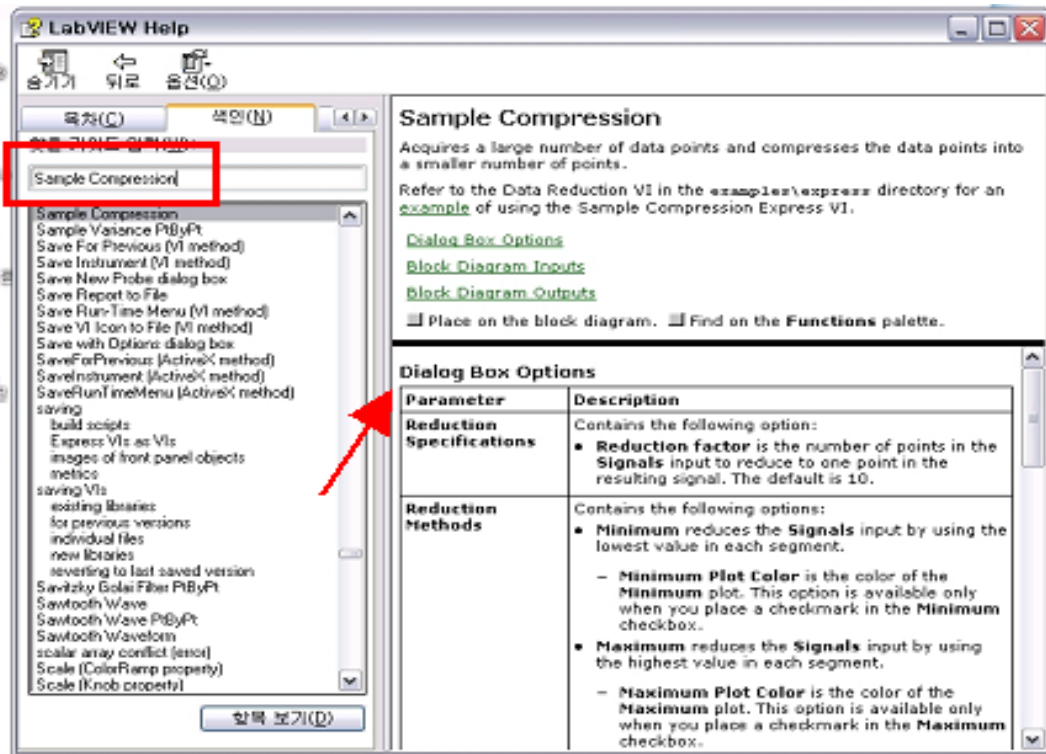 LabVIEW Help
숨기기 뒤로 옵션(O)
목차(C) 색인(N)
찾을 키워드 입력(W):
Sample Compression
Sample Compression
Sample Variance PtByPt
Save For Previous (VI method)
Save Instrument (VI method)
Save New Probe dialog box
Save Report to File
Save Run-Time Menu (VI method)
Save VI Icon to File (VI method)
Save with Options dialog box
SaveForPrevious (ActiveX method)
SaveInstrument (ActiveX method)
SaveRunTimeMenu (ActiveX method)
saving
build scripts
Express VIs as VIs
images of front panel objects
metrics
saving VIs
existing libraries
for previous versions
individual files
new libraries
reverting to last saved version
Savitzky Golai Filter PtByPt
Sawtooth Wave
Sawtooth Wave PtByPt
Sawtooth Waveform
scalar array conflict (error)
Scale (ColorRamp property)
Scale (Knob property)
항목 보기(D)
Sample Compression
Acquires a large number of data points and compresses the data points into
a smaller number of points.
Refer to the Data Reduction VI in the examples\express directory for an
example of using the Sample Compression Express VI.
Dialog Box Options
Block Diagram Inputs
Block Diagram Outputs
Place on the block diagram. Find on the Functions palette.
Dialog Box Options
Parameter Description
Reduction Specifications
Contains the following option:
• Reduction factor is the number of points in the
Signals input to reduce to one point in the
resulting signal. The default is 10.
Reduction Methods
Contains the following options:
• Minimum reduces the Signals input by using the
lowest value in each segment.
– Minimum Plot Color is the color of the
Minimum plot. This option is available only
when you place a checkmark in the Minimum
checkbox.
• Maximum reduces the Signals input by using
the highest value in each segment.
– Maximum Plot Color is the color of the
Maximum plot. This option is available only
when you place a checkmark in the Maximum
checkbox.